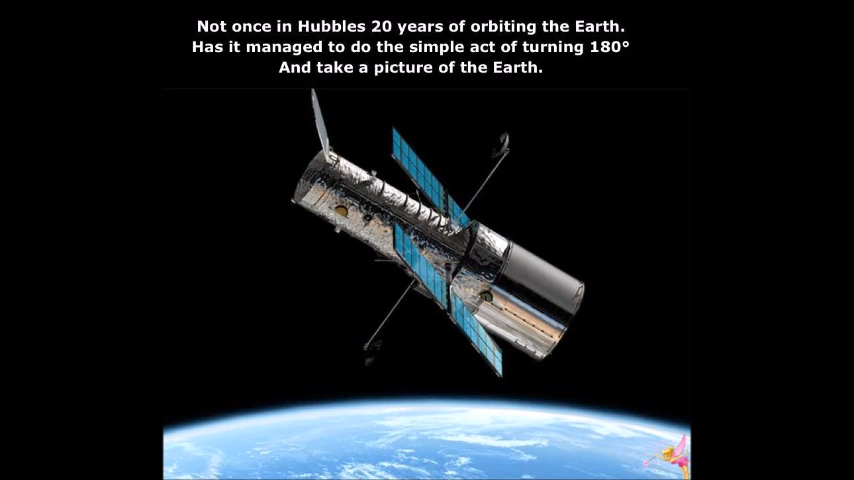 Not once in Hubbles 20 years of orbiting the Earth.
Has it managed to do the simple act of turning 180°
And take a picture of the Earth.